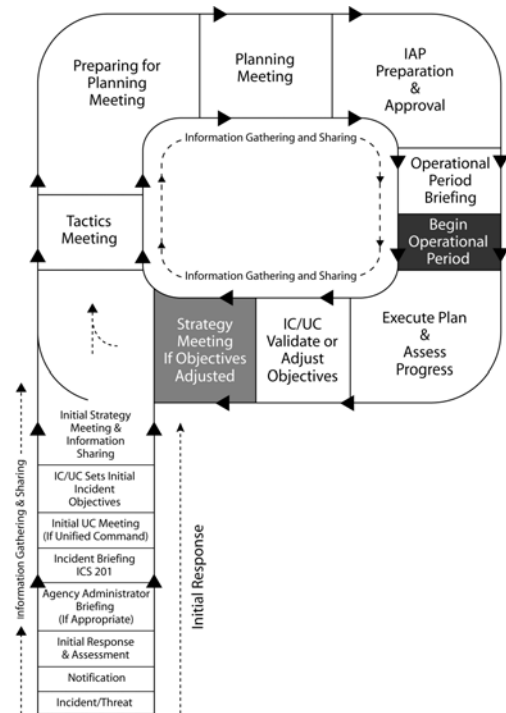 Preparing for
Planning
Meeting
Planning
Meeting
IAP
Preparation
&
Approval
Information Gathering and Sharing
Operational
Period
Briefing
Tactics
Meeting
Begin
Operational
Period
Information Gathering and Sharing
Strategy
Meeting
If Objectives
Adjusted
IC/UC
Validate or
Adjust
Objectives
Execute Plan
&
Assess
Progress
Initial Strategy
Meeting &
Information
Sharing
IC/UC Sets Initial
Incident
Objectives
Initial UC Meeting
(If Unified Command)
Incident Briefing
ICS 201
Agency Administrator
Briefing
(If Appropriate)
Initial Response
& Assessment
Notification
Incident/Threat
Information Gathering & Sharing
Initial Response